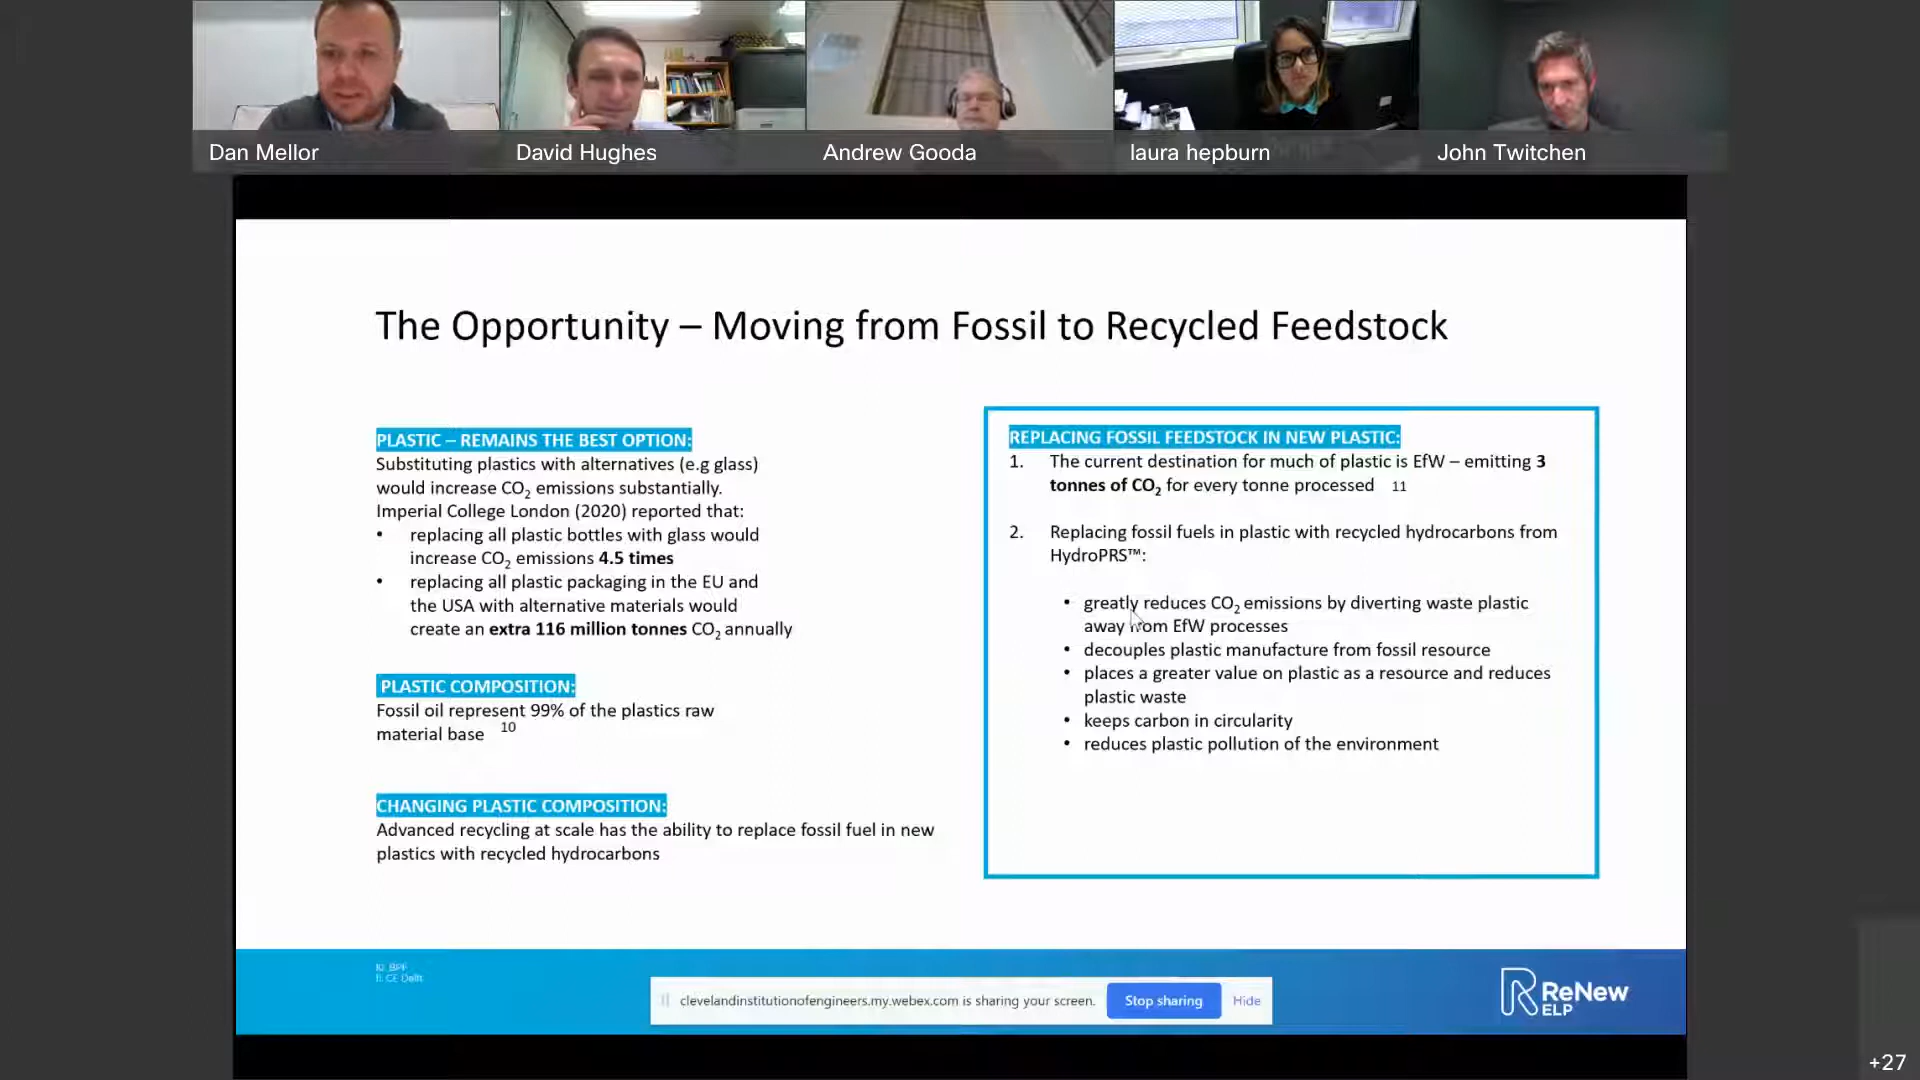 Dan Mellor
David Hughes
Andrew Gooda
laura hepburn
John Twitchen
The Opportunity – Moving from Fossil to Recycled Feedstock
PLASTIC – REMAINS THE BEST OPTION:
Substituting plastics with alternatives (e.g glass)
would increase CO2 emissions substantially.
Imperial College London (2020) reported that:
• replacing all plastic bottles with glass would
increase CO2 emissions 4.5 times
• replacing all plastic packaging in the EU and
the USA with alternative materials would
create an extra 116 million tonnes CO2 annually
PLASTIC COMPOSITION:
Fossil oil represent 99% of the plastics raw
material base 10
CHANGING PLASTIC COMPOSITION:
Advanced recycling at scale has the ability to replace fossil fuel in new
plastics with recycled hydrocarbons
REPLACING FOSSIL FEEDSTOCK IN NEW PLASTIC:
1. The current destination for much of plastic is EfW – emitting 3
tonnes of CO2 for every tonne processed 11
2. Replacing fossil fuels in plastic with recycled hydrocarbons from
HydroPRS™:
• greatly reduces CO2 emissions by diverting waste plastic
away from EfW processes
• decouples plastic manufacture from fossil resource
• places a greater value on plastic as a resource and reduces
plastic waste
• keeps carbon in circularity
• reduces plastic pollution of the environment
10. BPF
11. CE Delft
clevelandinstitutionofengineers.my.webex.com is sharing your screen.
Stop sharing
Hide
ReNew
ELP
+27